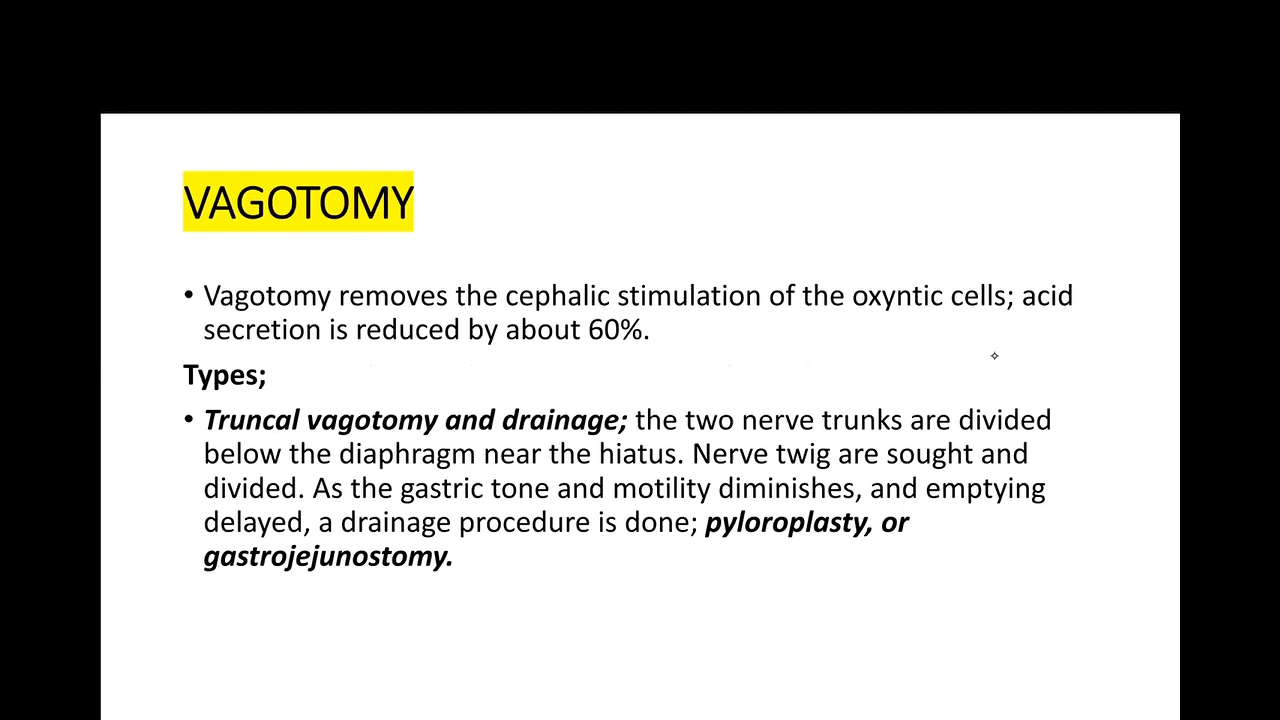 VAGOTOMY
• Vagotomy removes the cephalic stimulation of the oxyntic cells; acid
secretion is reduced by about 60%.
Types;
• Truncal vagotomy and drainage; the two nerve trunks are divided
below the diaphragm near the hiatus. Nerve twig are sought and
divided. As the gastric tone and motility diminishes, and emptying
delayed, a drainage procedure is done; pyloroplasty, or
gastrojejunostomy.